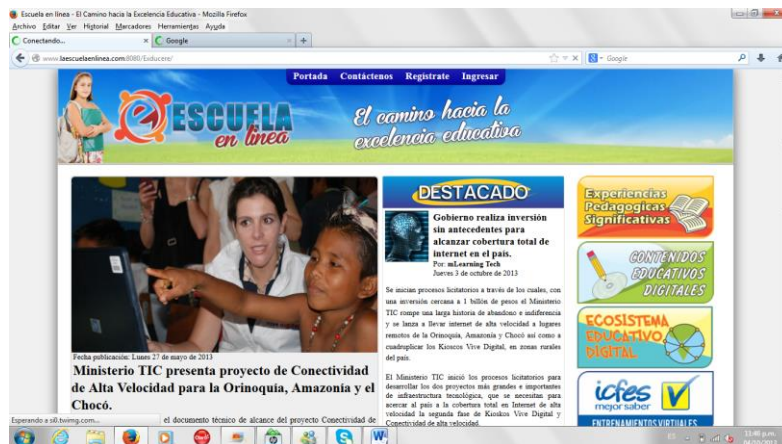 Escuela en línea - El Camino hacia la Excelencia Educativa - Mozilla Firefox
Archivo Editar Ver Historial Marcadores Herramientas Ayuda
Conectando...
Google
www.laescuelaenlinea.com:8080/Exducere/
Google
Portada Contáctenos Registrate Ingresar
ESCUELA
en línea
El camino hacia la
excelencia educativa
Fecha publicación: Lunes 27 de mayo de 2013
Ministerio TIC presenta proyecto de Conectividad
de Alta Velocidad para la Orinoquía, Amazonía y el
Chocó.
el documento técnico de alcance del proyecto Conectividad de
DESTACADO
Gobierno realiza inversión
sin antecedentes para
alcanzar cobertura total de
internet en el país.
Por: mLearning Tech
Jueves 3 de octubre de 2013
Se inician procesos licitatorios a través de los cuales, con
una inversión cercana a 1 billón de pesos el Ministerio
TIC rompe una larga historia de abandono e indiferencia
y se lanza a llevar internet de alta velocidad a lugares
remotos de la Orinoquia, Amazonía y Chocó así como a
cuadruplicar los Kioscos Vive Digital, en zonas rurales
del país.
El Ministerio TIC inició los procesos licitatorios para
desarrollar los dos proyectos más grandes e importantes
de infraestructura tecnológica, que se necesitan para
acercar al país a la cobertura total en Internet de alta
velocidad la segunda fase de Kioskos Vive Digital y
Conectividad de alta velocidad.
Experiencias
Pedagogicas
Significativas
CONTENIDOS
EDUCATIVOS
DIGITALES
ECOSISTEMA
EDUCATIVO
DIGITAL
icfes
mejor saber
ENTRENAMIENTOS VIRTUALES
Esperando a si0.twimg.com...
ES
11:46 p.m.
04/10/2013